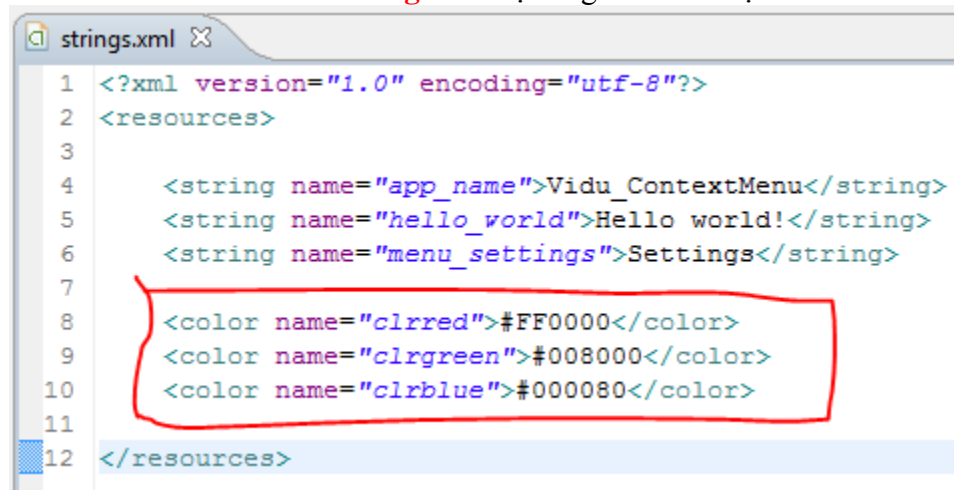 strings.xml
1 <?xml version="1.0" encoding="utf-8"?>
2 <resources>
3
4 <string name="app_name">Vidu_ContextMenu</string>
5 <string name="hello_world">Hello world!</string>
6 <string name="menu_settings">Settings</string>
7
8 <color name="clrred">#FF0000</color>
9 <color name="clrgreen">#008000</color>
10 <color name="clrblue">#000080</color>
11
12 </resources>